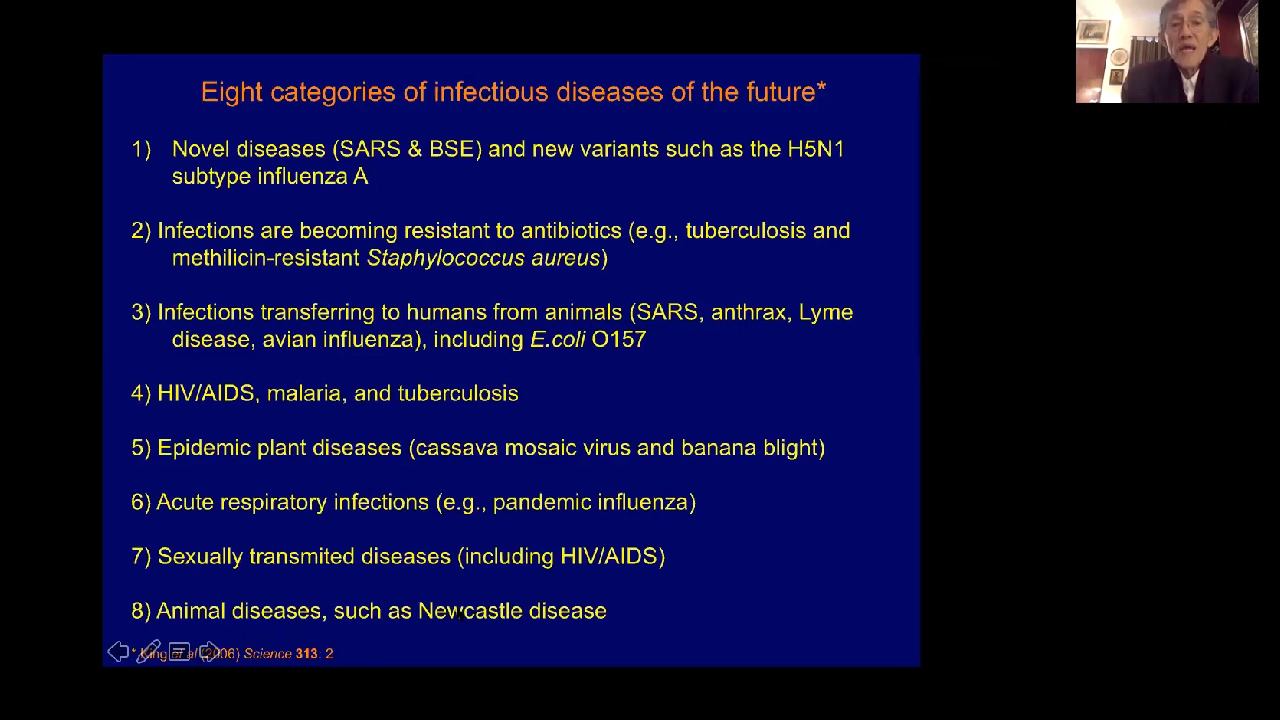 Eight categories of infectious diseases of the future*
1) Novel diseases (SARS & BSE) and new variants such as the H5N1
subtype influenza A
2) Infections are becoming resistant to antibiotics (e.g., tuberculosis and
methilicin-resistant Staphylococcus aureus)
3) Infections transferring to humans from animals (SARS, anthrax, Lyme
disease, avian influenza), including E.coli O157
4) HIV/AIDS, malaria, and tuberculosis
5) Epidemic plant diseases (cassava mosaic virus and banana blight)
6) Acute respiratory infections (e.g., pandemic influenza)
7) Sexually transmited diseases (including HIV/AIDS)
8) Animal diseases, such as Newcastle disease
* King et al (2006) Science 313: 2